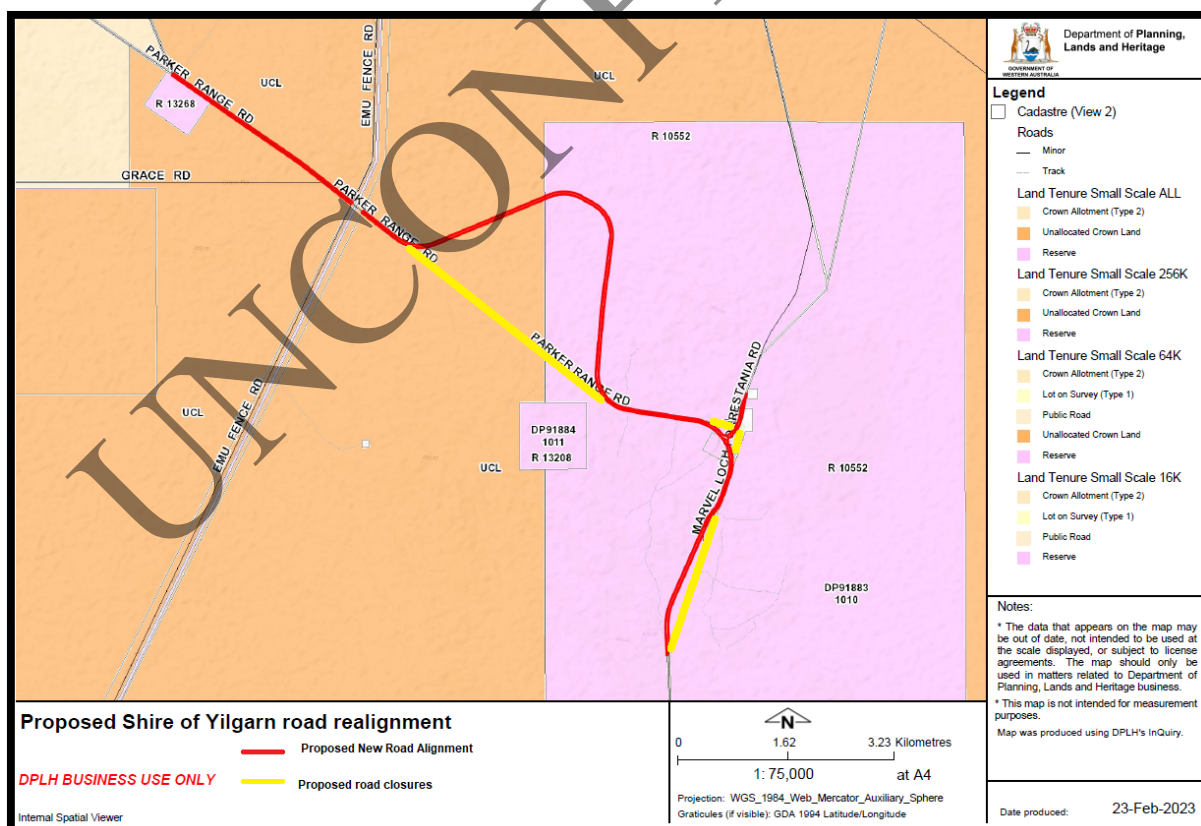 PARKER RANGE RD
EMU FENCE RD
UCL
UCL
R 13268
R 10552
GRACE RD
PARKER RANGE RD
PARKER RANGE RD
UCL
EMU FENCE RD
DP91884
1011
R 13208
UCL
MARVEL LOCH
RESTANIA RD
R 10552
DP91883
1010
UNCON
Department of Planning,
Lands and Heritage
GOVERNMENT OF
WESTERN AUSTRALIA
Legend
Cadastre (View 2)
Roads
Minor
Track
Land Tenure Small Scale ALL
Crown Allotment (Type 2)
Unallocated Crown Land
Reserve
Land Tenure Small Scale 256K
Crown Allotment (Type 2)
Unallocated Crown Land
Reserve
Land Tenure Small Scale 64K
Crown Allotment (Type 2)
Lot on Survey (Type 1)
Public Road
Unallocated Crown Land
Reserve
Land Tenure Small Scale 16K
Crown Allotment (Type 2)
Lot on Survey (Type 1)
Public Road
Reserve
Notes:
* The data that appears on the map may
be out of date, not intended to be used at
the scale displayed, or subject to license
agreements. The map should only be
used in matters related to Department of
Planning, Lands and Heritage business.
* This map is not intended for measurement
purposes.
Map was produced using DPLH's InQuiry.
Date produced: 23-Feb-2023
Proposed Shire of Yilgarn road realignment
Proposed New Road Alignment
DPLH BUSINESS USE ONLY
Proposed road closures
Internal Spatial Viewer
N
0 1.62 3.23 Kilometres
1: 75,000 at A4
Projection: WGS_1984_Web_Mercator_Auxiliary_Sphere
Graticules (if visible): GDA 1994 Latitude/Longitude